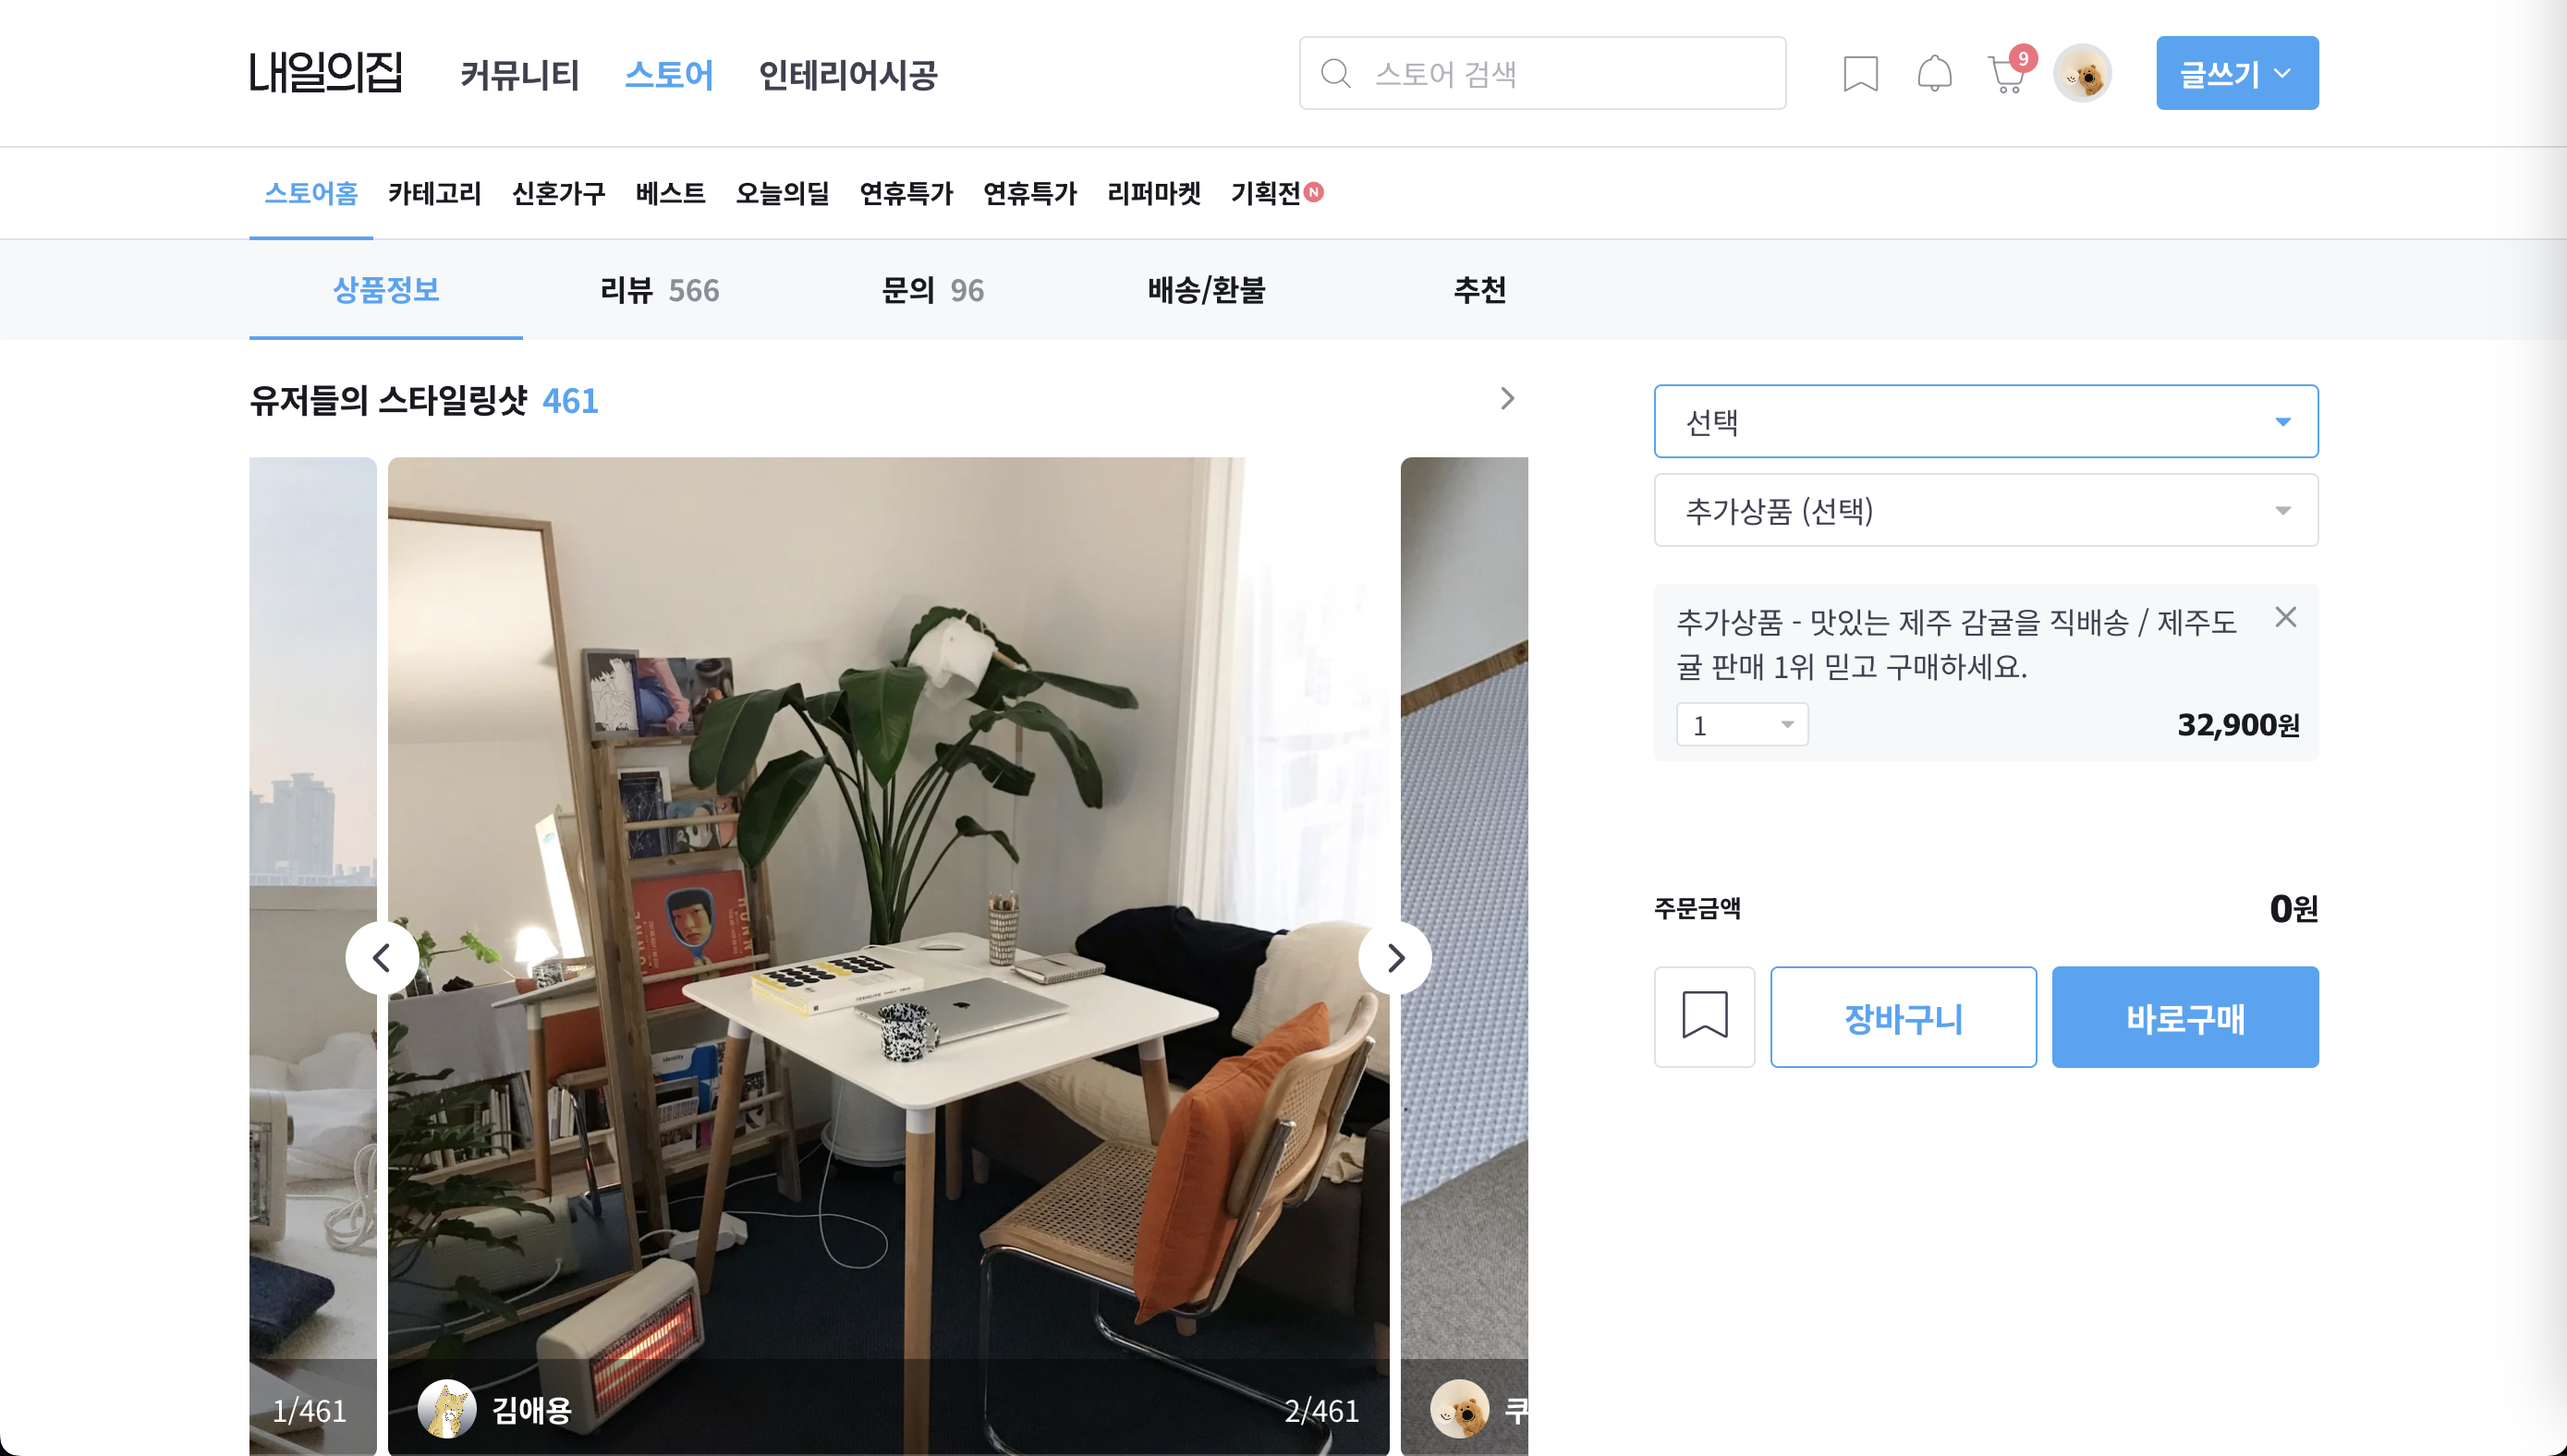 내일의집
커뮤니티 스토어 인테리어시공
스토어 검색
9
글쓰기
스토어홈 카테고리 신혼가구 베스트 오늘의딜 연휴특가 연휴특가 리퍼마켓 기획전 N
상품정보 리뷰 566 문의 96 배송/환불 추천
유저들의 스타일링샷 461
선택
추가상품 (선택)
추가상품 - 맛있는 제주 감귤을 직배송 / 제주도
귤 판매 1위 믿고 구매하세요.
1
32,900원
주문금액
0원
장바구니
바로구매
1/461
김애용
2/461